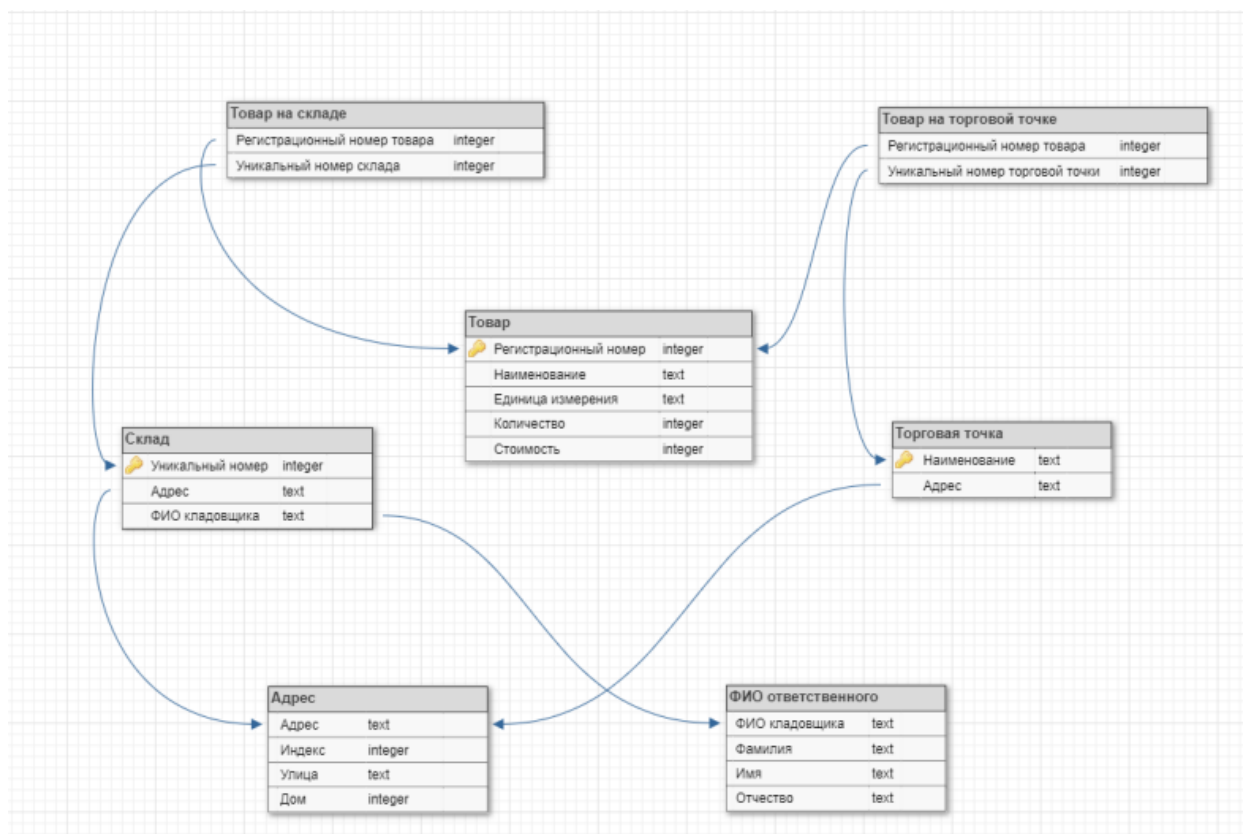 Товар на складе
Регистрационный номер товара integer
Уникальный номер склада integer
Товар на торговой точке
Регистрационный номер товара integer
Уникальный номер торговой точки integer
Товар
Регистрационный номер integer
Наименование text
Единица измерения text
Количество integer
Стоимость integer
Склад
Уникальный номер integer
Адрес text
ФИО кладовщика text
Торговая точка
Наименование text
Адрес text
Адрес
Адрес text
Индекс integer
Улица text
Дом integer
ФИО ответственного
ФИО кладовщика text
Фамилия text
Имя text
Отчество text